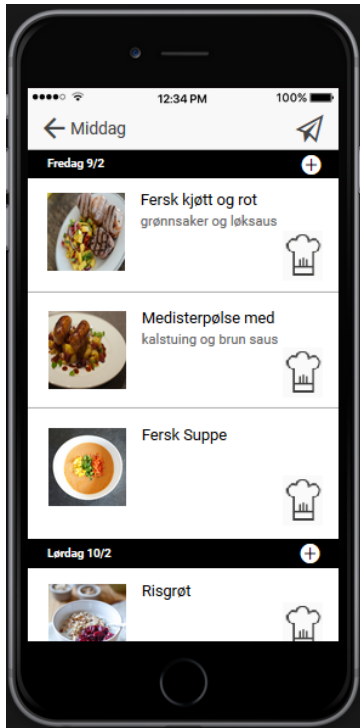 12:34 PM 100%
Middag
Fredag 9/2
Fersk kjøtt og rot
grønnsaker og løksaus
Medisterpølse med
kalstuing og brun saus
Fersk Suppe
Lørdag 10/2
Risgrøt